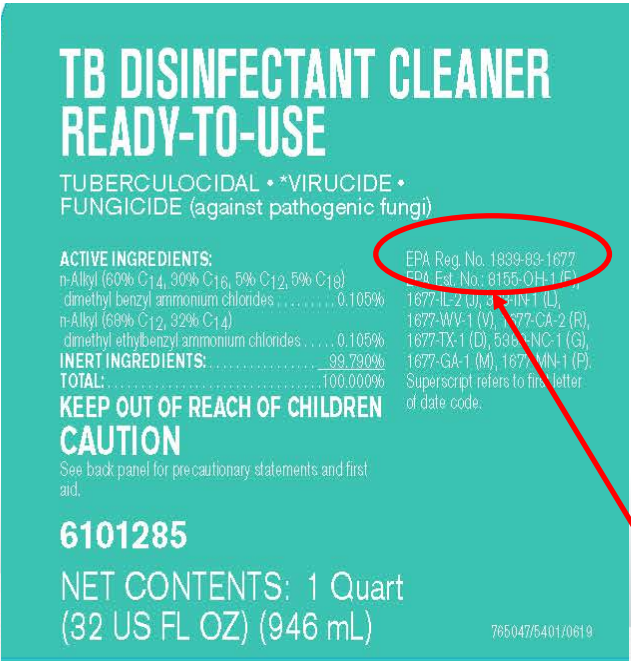 TB DISINFECTANT CLEANER
READY-TO-USE
TUBERCULOCIDAL • *VIRUCIDE •
FUNGICIDE (against pathogenic fungi)
ACTIVE INGREDIENTS:
n-Alkyl (60% C14, 30% C16, 5% C12, 5% C18)
dimethyl benzyl ammonium chlorides.........0.105%
n-Alkyl (68% C12, 32% C14)
dimethyl ethylbenzyl ammonium chlorides.....0.105%
INERT INGREDIENTS:................99.790%
TOTAL:..............................100.000%
KEEP OUT OF REACH OF CHILDREN
CAUTION
See back panel for precautionary statements and first
aid.
EPA Reg. No. 1839-83-1677
EPA Est. No.: 8155-OH-1 (F),
1677-IL-2 (J), IN-1 (L),
1677-WV-1 (V), 1677-CA-2 (R),
1677-TX-1 (D), NC-1 (G),
1677-GA-1 (M), 1677-MN-1 (P).
Superscript refers to first letter
of date code.
6101285
NET CONTENTS: 1 Quart
(32 US FL OZ) (946 mL)
765047/5401/0619